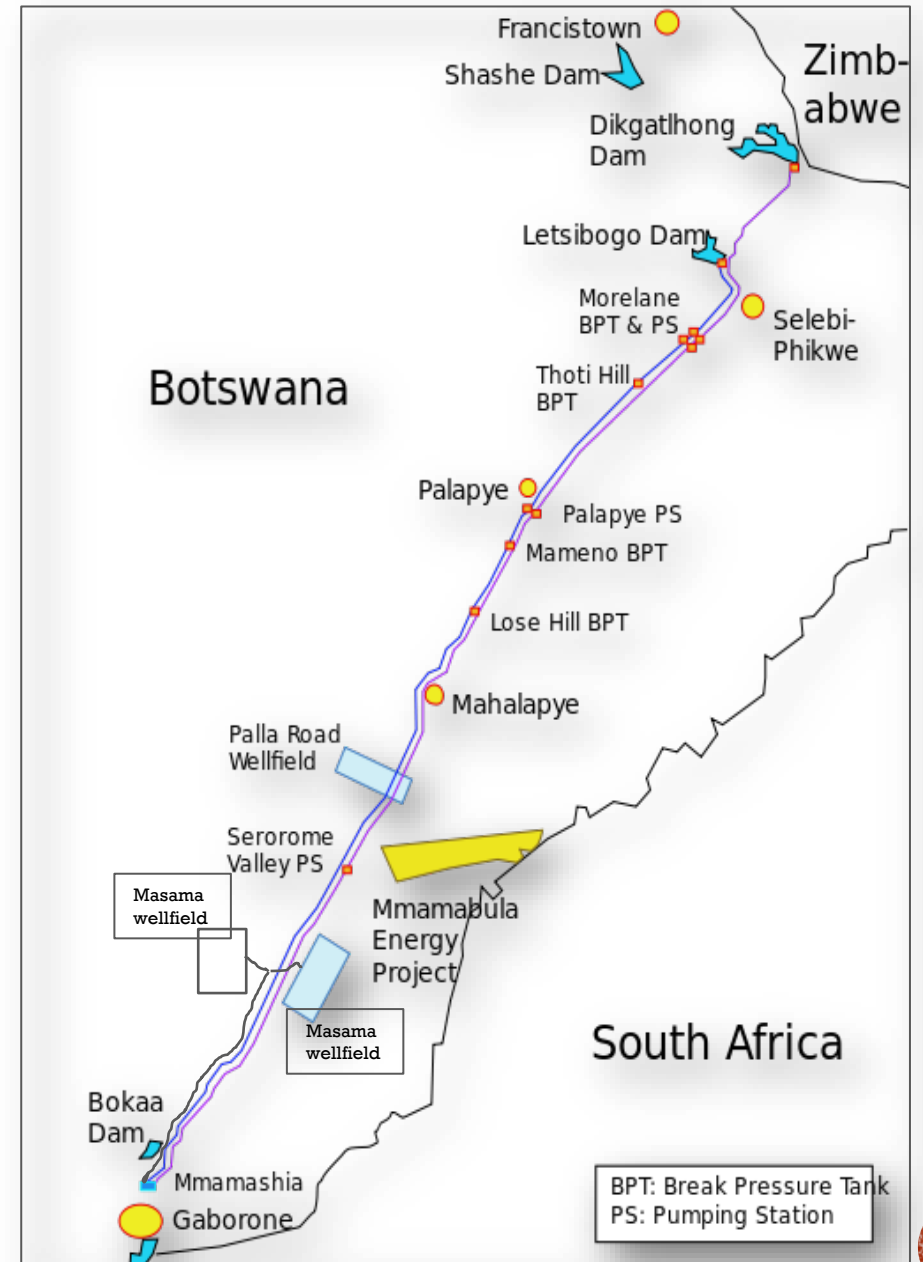 Francistown
Shashe Dam
Zimb-
abwe
Dikgatlhong
Dam
Letsibogo Dam
Morelane
BPT & PS
Selebi-
Phikwe
Thoti Hill
BPT
Botswana
Palapye
Palapye PS
Mameno BPT
Lose Hill BPT
Mahalapye
Palla Road
Wellfield
Serorome
Valley PS
Masama
wellfield
Mmamabula
Energy
Project
Masama
wellfield
South Africa
Bokaa
Dam
Mmamashia
Gaborone
BPT: Break Pressure Tank
PS: Pumping Station